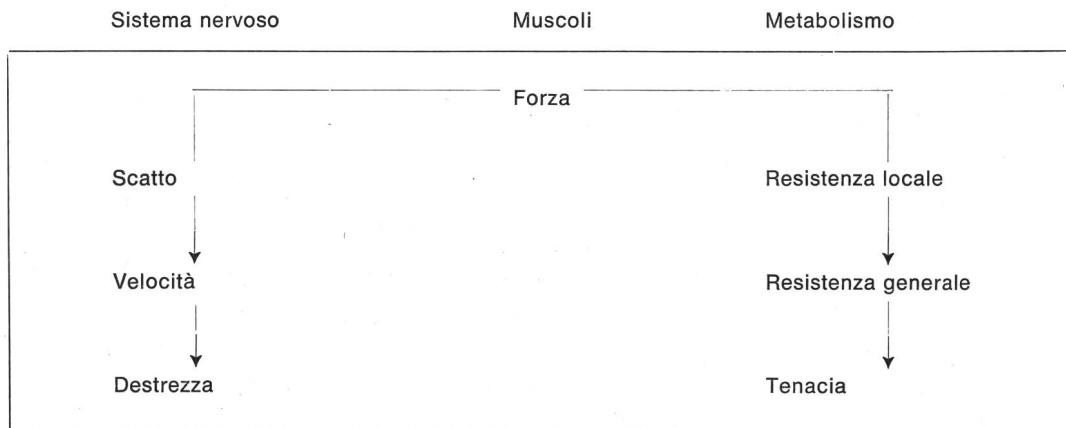 Sistema nervoso Muscoli Metabolismo
Forza
Scatto Resistenza locale
Velocità Resistenza generale
Destrezza Tenacia